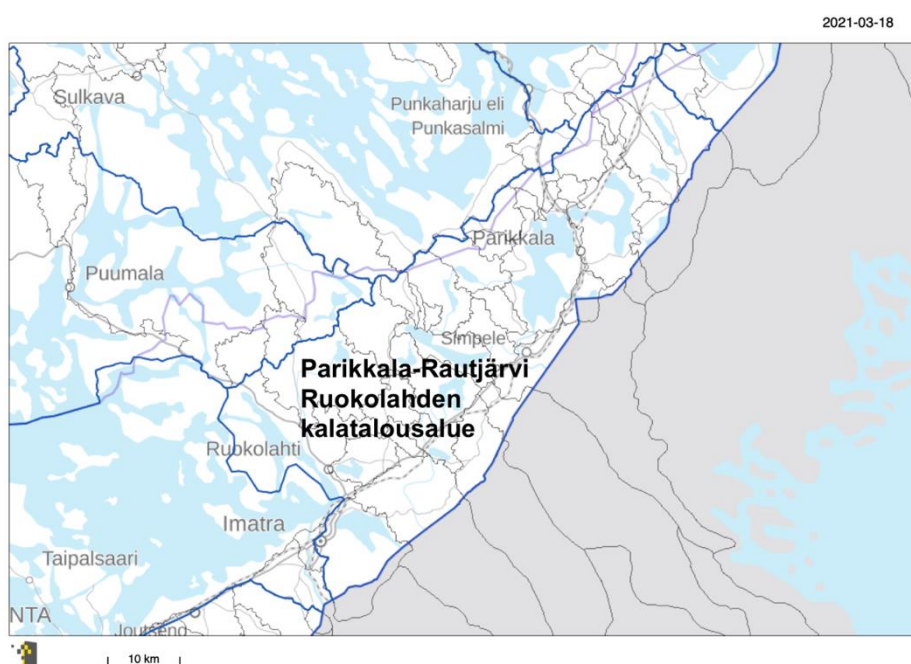 2021-03-18
Sulkava
Punkaharju eli
Punkasalmi
Parikkala
Puumala
Simpele
Parikkala-Rautjärvi
Ruokolahden
kalatalousalue
Ruokolahti
Imatra
Taipalsaari
NTA
Joutseno
10 km